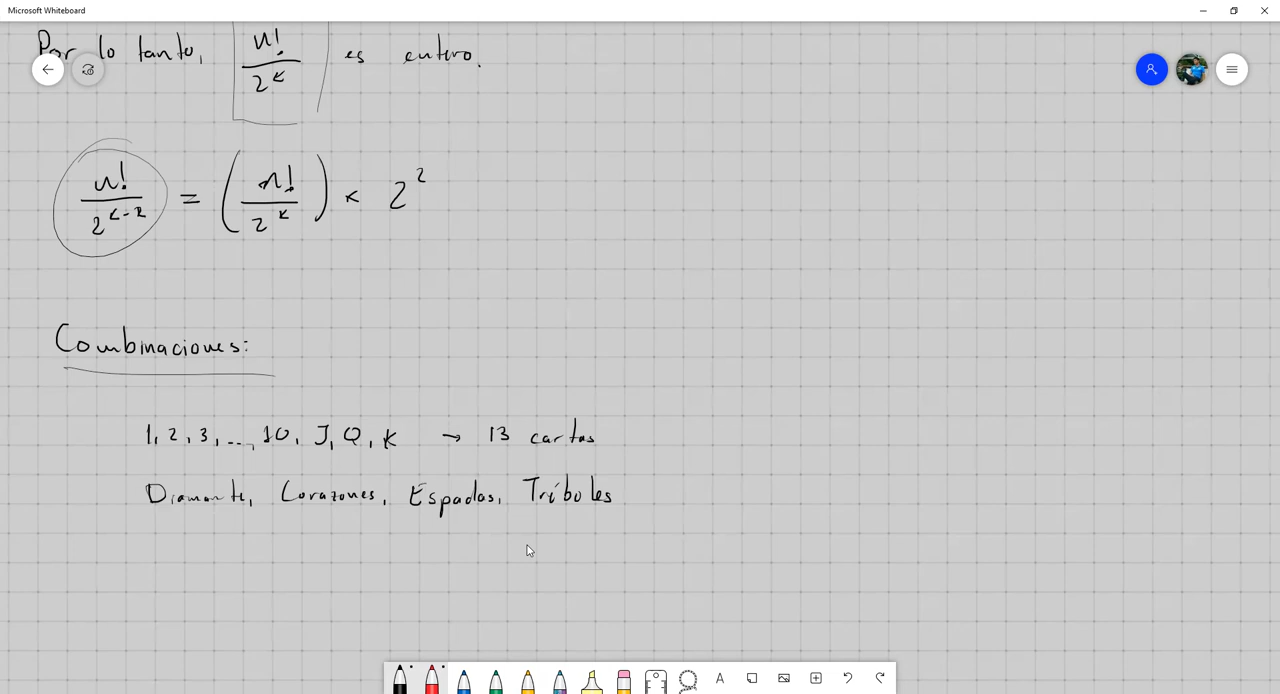 Microsoft Whiteboard
Por lo tanto, n!/2^k es entero.
n!/2^(k-2) = (n!/2^k) × 2^2
Combinaciones:
1, 2, 3, ..., 10, J, Q, K → 13 cartas
Diamante, Corazones, Espadas, Tríboles
A